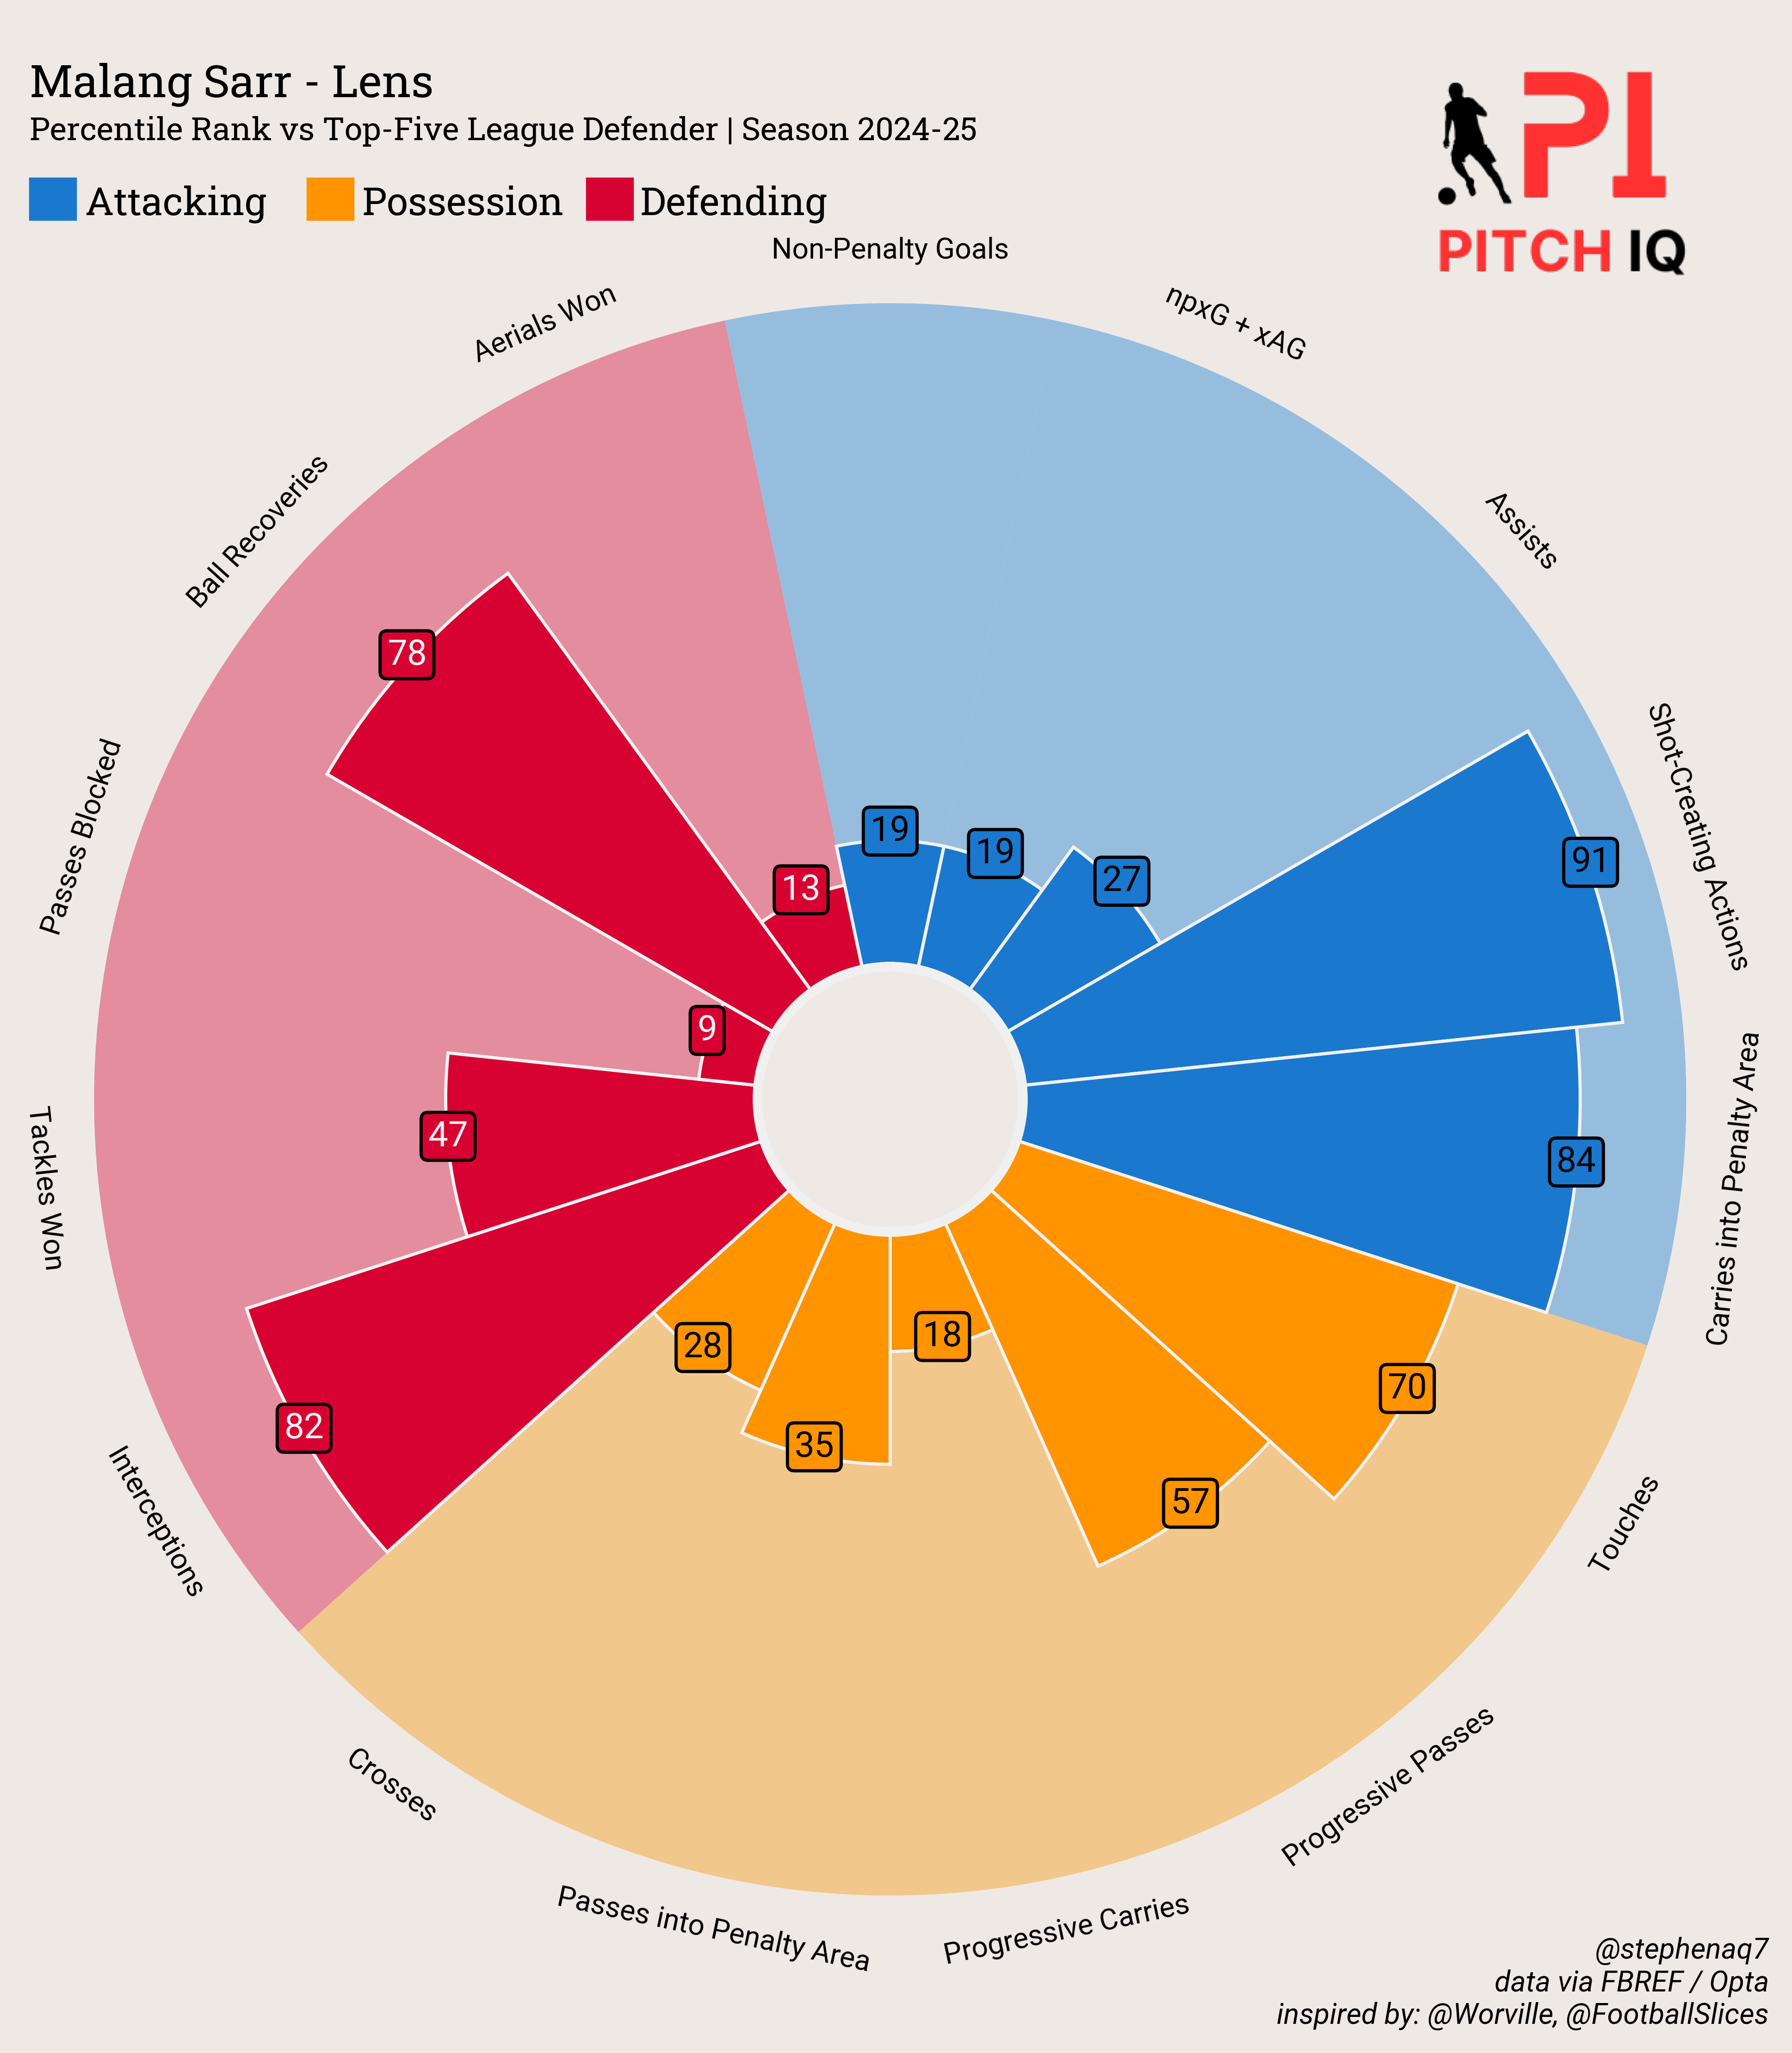 Malang Sarr - Lens
Percentile Rank vs Top-Five League Defender | Season 2024-25
Attacking
Possession
Defending
PI
PITCH IQ
Non-Penalty Goals
npxG + xAG
Assists
Shot-Creating Actions
Carries into Penalty Area
Touches
Progressive Passes
Progressive Carries
Passes into Penalty Area
Crosses
Interceptions
Tackles Won
Passes Blocked
Ball Recoveries
Aerials Won
19
19
27
91
84
70
57
18
35
28
82
47
9
78
13
@stephenaq7
data via FBREF / Opta
inspired by: @Worville, @FootballSlices